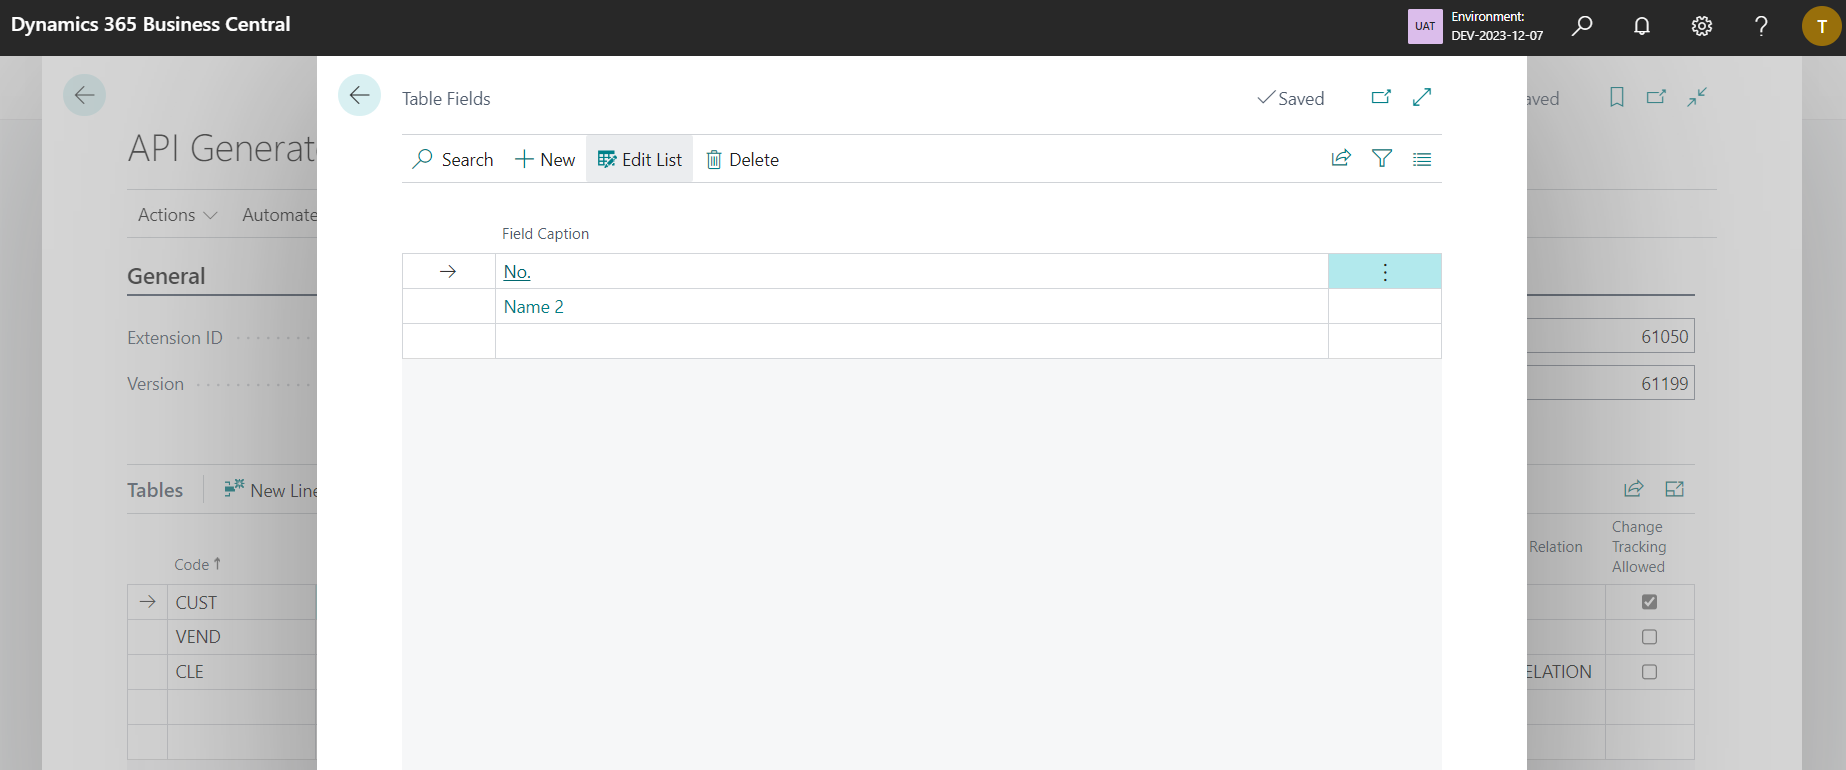 Dynamics 365 Business Central
UAT
Environment:
DEV-2023-12-07
?
T
Table Fields
Saved
aved
API Generat
Search
New
Edit List
Delete
Actions
Automate
Field Caption
General
No.
Name 2
Extension ID
61050
Version
61199
Tables
New Line
Code
Relation
Change
Tracking
Allowed
CUST
VEND
CLE
ELATION